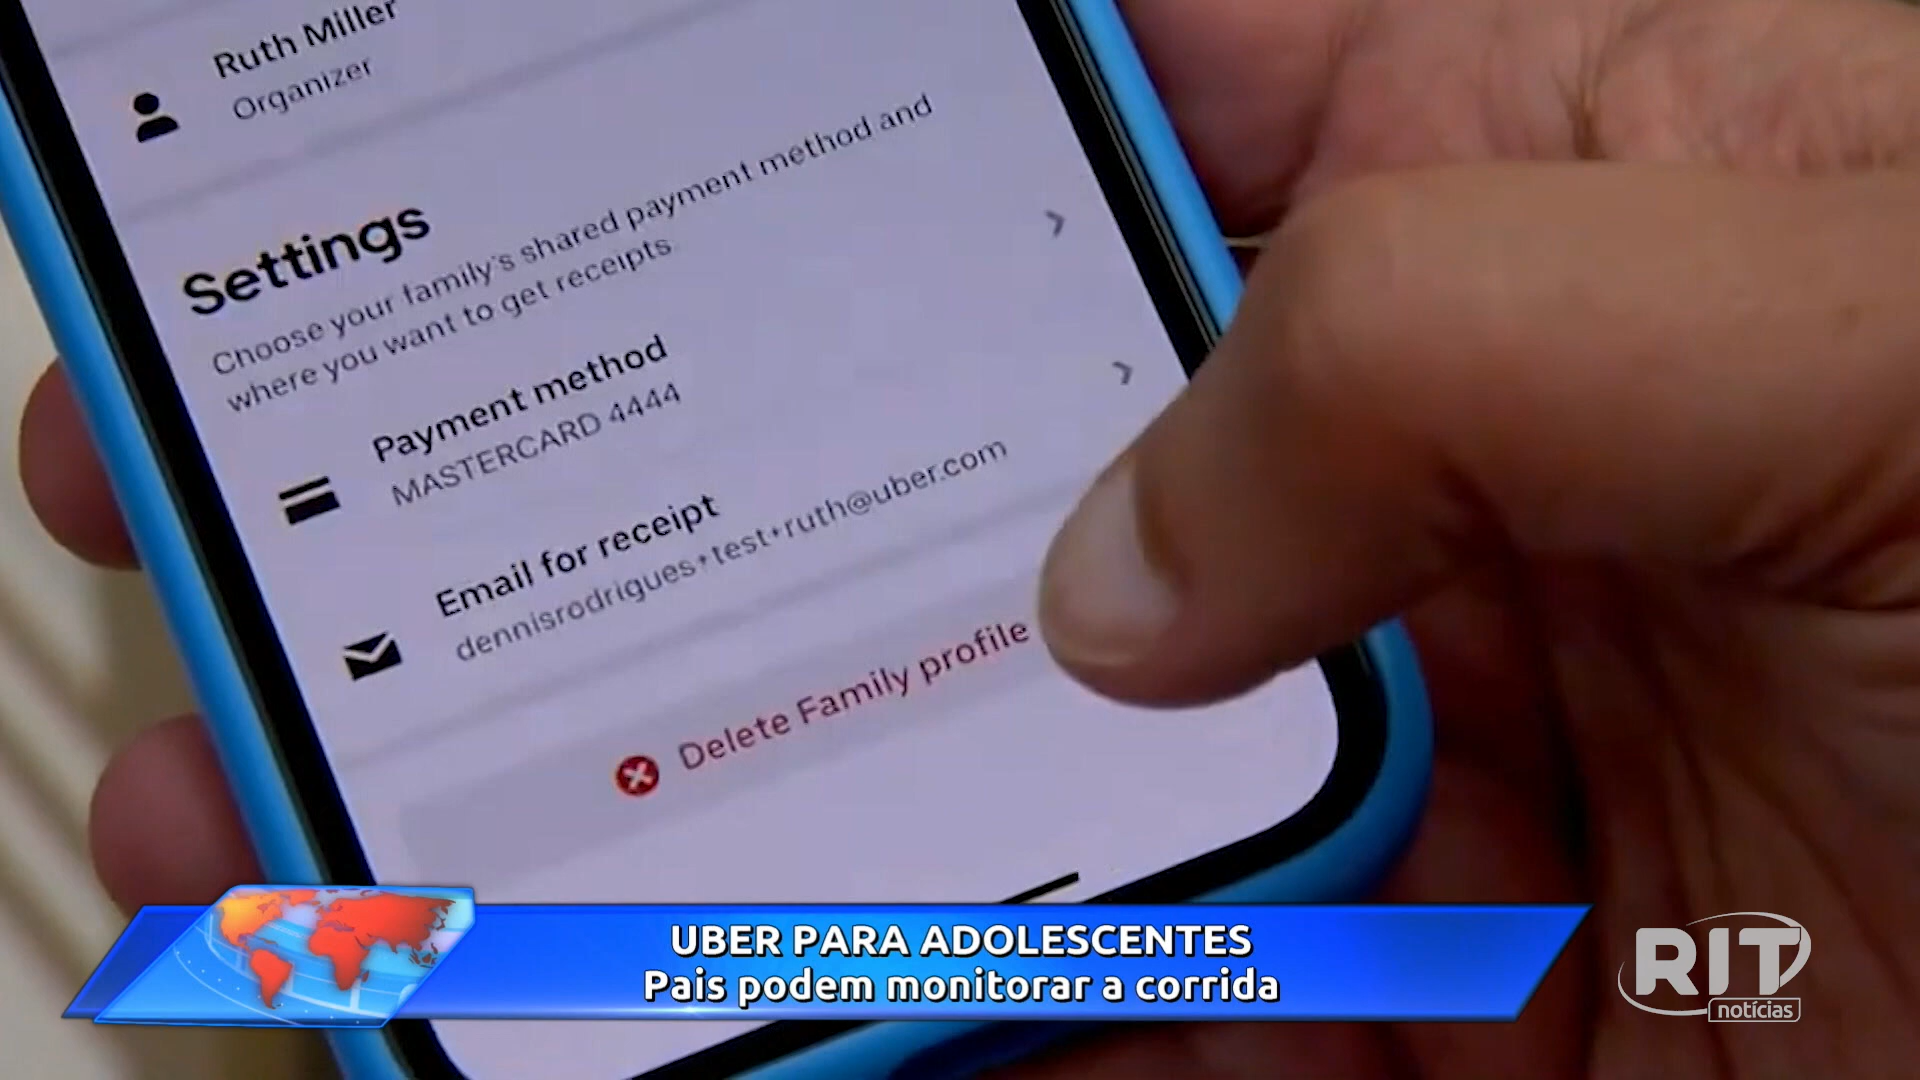 Ruth Miller
Organizer
Settings
Choose your family's shared payment method and
where you want to get receipts.
Payment method
MASTERCARD 4444
Email for receipt
dennisrodrigues+test+ruth@uber.com
Delete Family profile
UBER PARA ADOLESCENTES
Pais podem monitorar a corrida
RIT
notícias